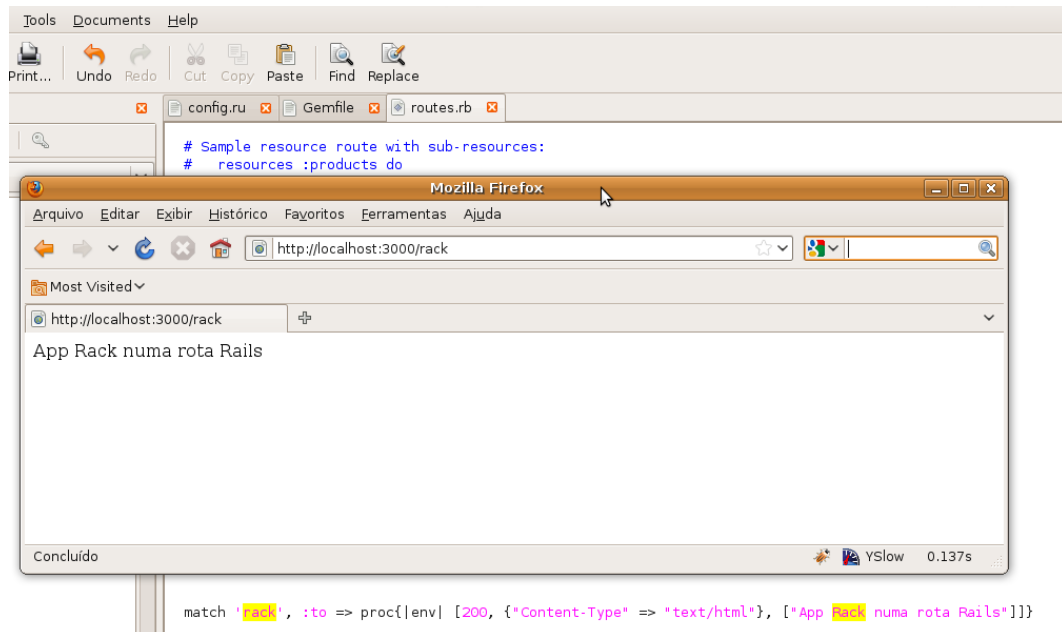 Tools Documents Help
Print... Undo Redo Cut Copy Paste Find Replace
config.ru Gemfile routes.rb
# Sample resource route with sub-resources:
#   resources :products do
Mozilla Firefox
Arquivo Editar Exibir Histórico Favoritos Ferramentas Ajuda
http://localhost:3000/rack
Most Visited
http://localhost:3000/rack
App Rack numa rota Rails
Concluído YSlow 0.137s
match 'rack', :to => proc{|env| [200, {"Content-Type" => "text/html"}, ["App Rack numa rota Rails"]]}